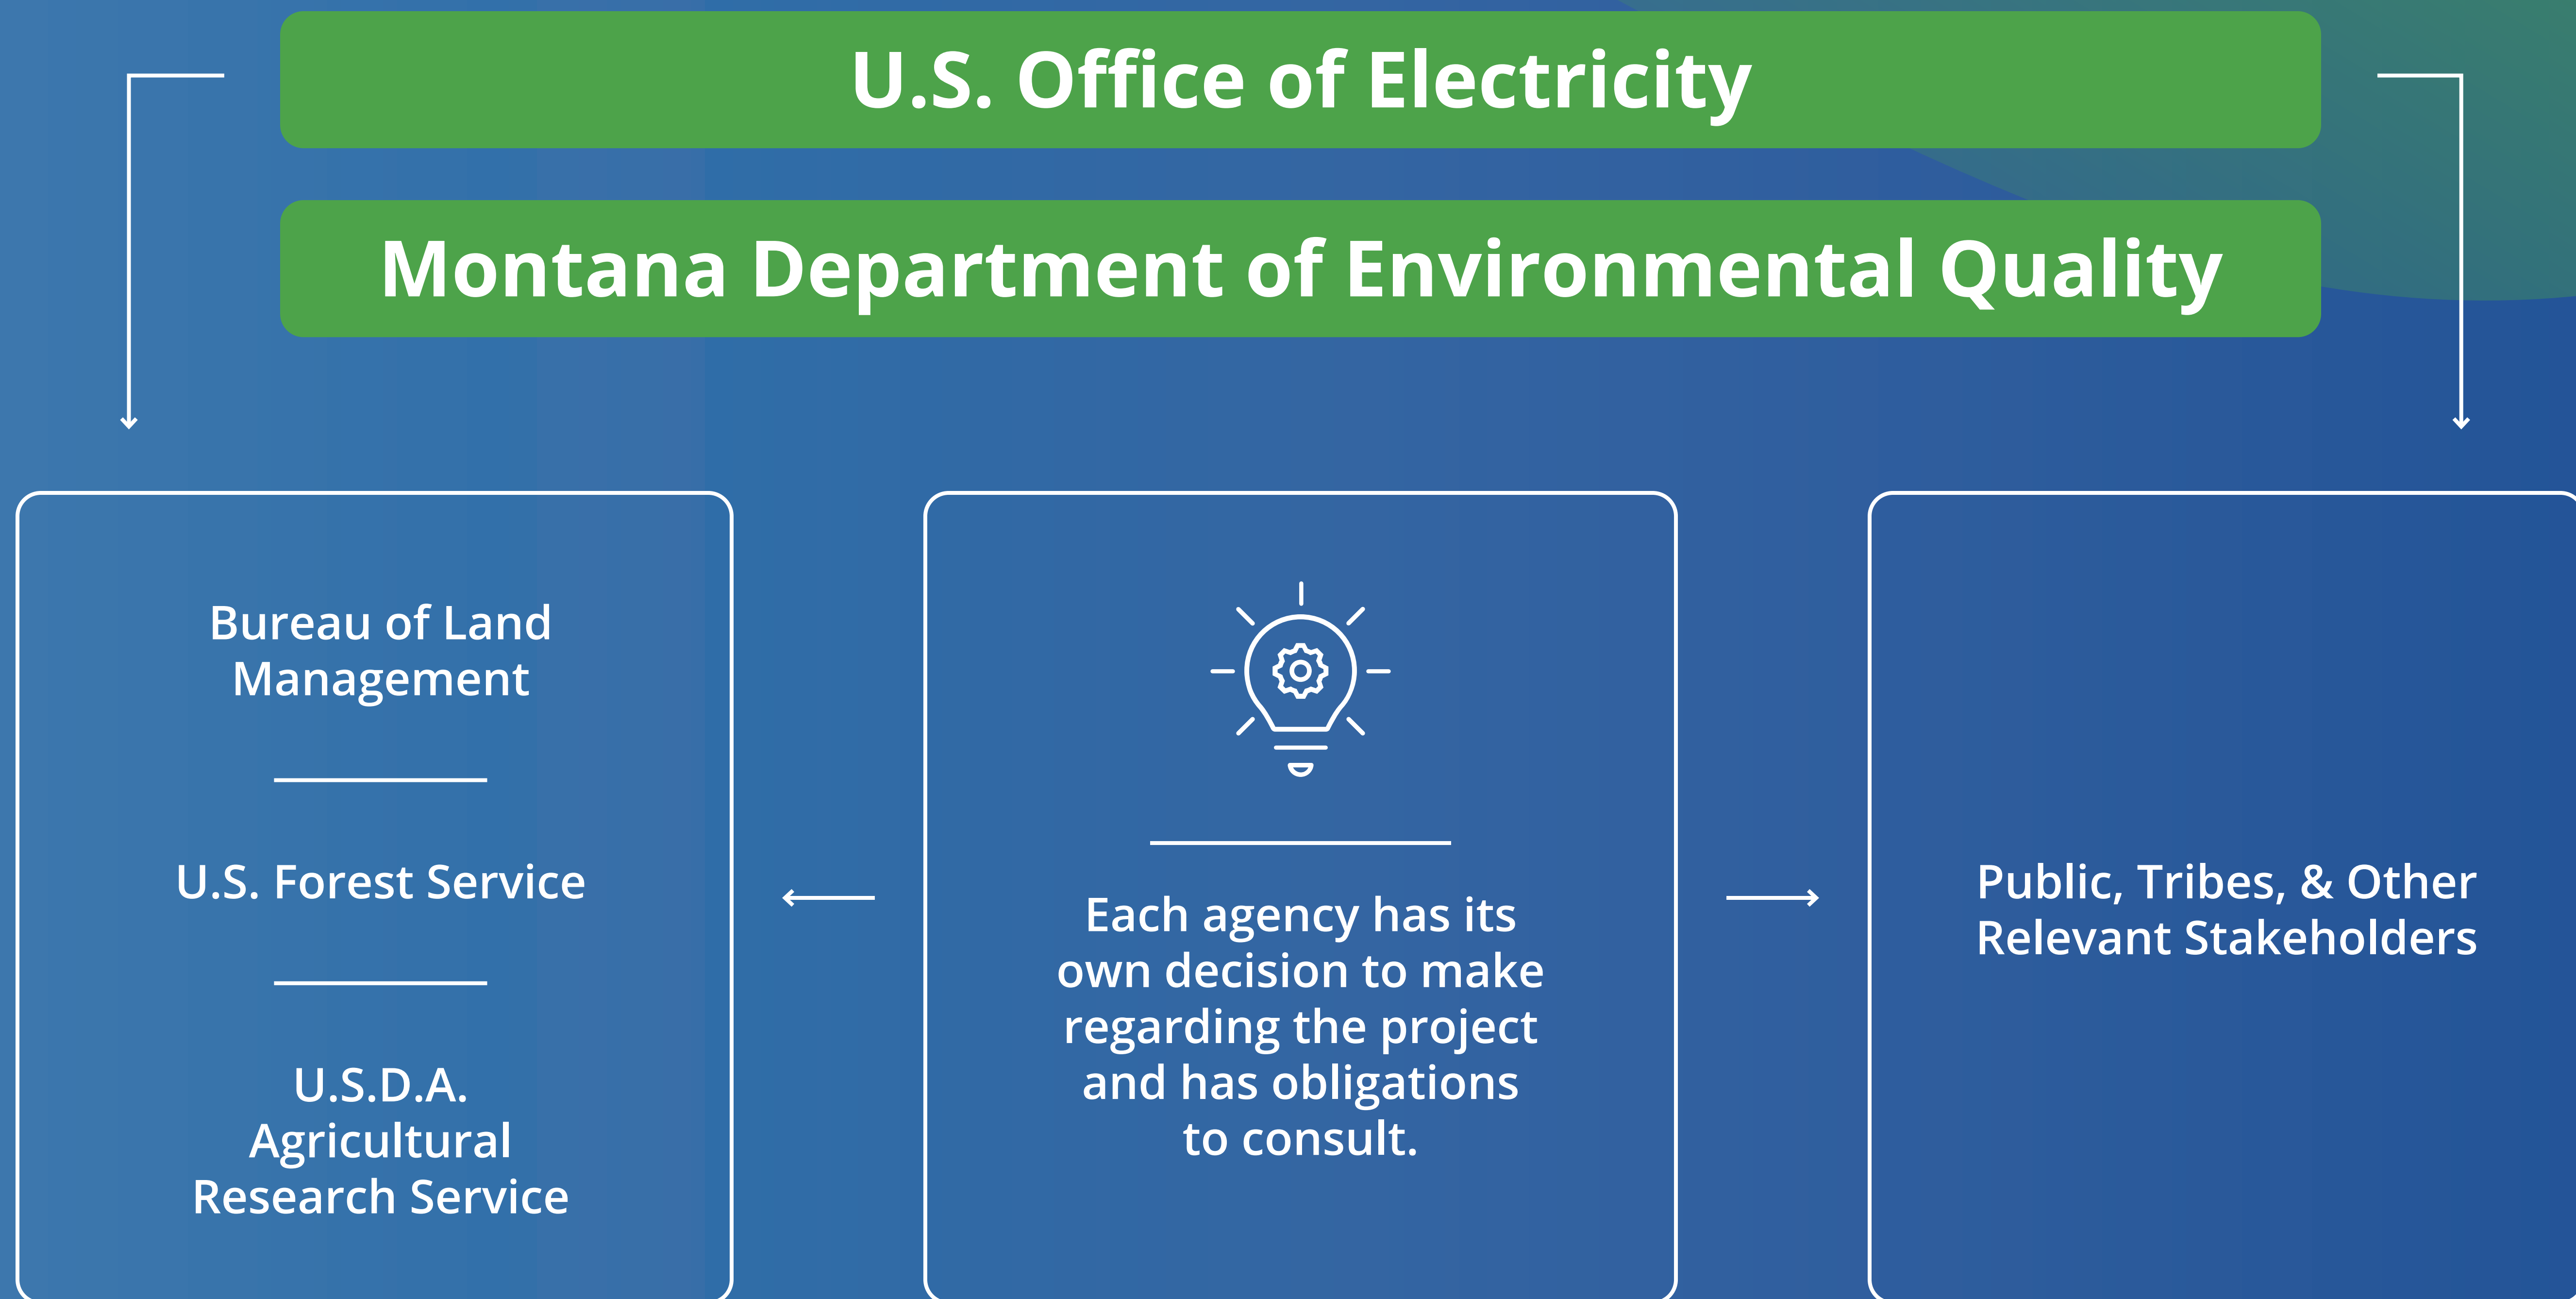 U.S. Office of Electricity
Montana Department of Environmental Quality
Bureau of Land
Management
U.S. Forest Service
U.S.D.A.
Agricultural
Research Service
Each agency has its
own decision to make
regarding the project
and has obligations
to consult.
Public, Tribes, & Other
Relevant Stakeholders